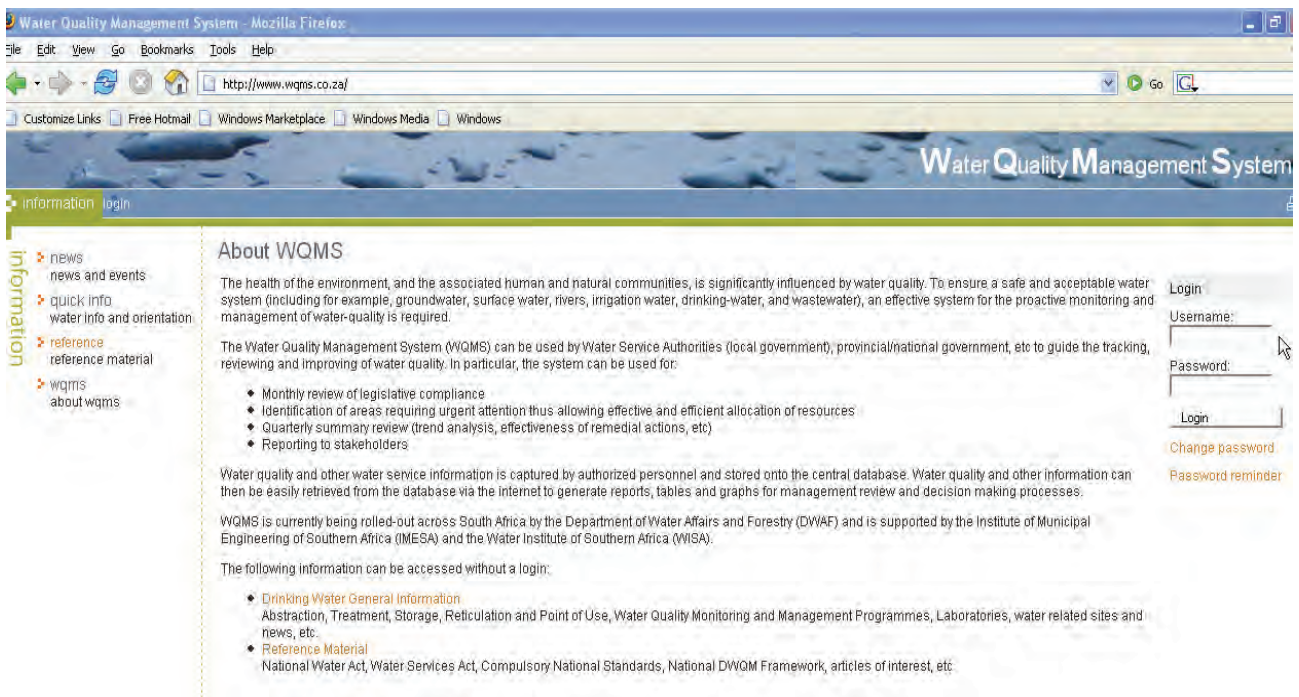 Water Quality Management System - Mozilla Firefox
File Edit View Go Bookmarks Tools Help
http://www.wqms.co.za/ Go
Customize Links Free Hotmail Windows Marketplace Windows Media Windows
Water Quality Management System
information login
information
news
news and events
quick info
water info and orientation
reference
reference material
wqms
about wqms
About WQMS
The health of the environment, and the associated human and natural communities, is significantly influenced by water quality. To ensure a safe and acceptable water
system (including for example, groundwater, surface water, rivers, irrigation water, drinking-water, and wastewater), an effective system for the proactive monitoring and
management of water-quality is required.
The Water Quality Management System (WQMS) can be used by Water Service Authorities (local government), provincial/national government, etc to guide the tracking,
reviewing and improving of water quality. In particular, the system can be used for:
Monthly review of legislative compliance
Identification of areas requiring urgent attention thus allowing effective and efficient allocation of resources
Quarterly summary review (trend analysis, effectiveness of remedial actions, etc)
Reporting to stakeholders
Water quality and other water service information is captured by authorized personnel and stored onto the central database. Water quality and other information can
then be easily retrieved from the database via the internet to generate reports, tables and graphs for management review and decision making processes.
WQMS is currently being rolled-out across South Africa by the Department of Water Affairs and Forestry (DWAF) and is supported by the Institute of Municipal
Engineering of Southern Africa (IMESA) and the Water Institute of Southern Africa (WISA).
The following information can be accessed without a login:
Drinking Water General Information
Abstraction, Treatment, Storage, Reticulation and Point of Use, Water Quality Monitoring and Management Programmes, Laboratories, water related sites and
news, etc.
Reference Material
National Water Act, Water Services Act, Compulsory National Standards, National DWQM Framework, articles of interest, etc
Login
Username:
Password:
Login
Change password
Password reminder